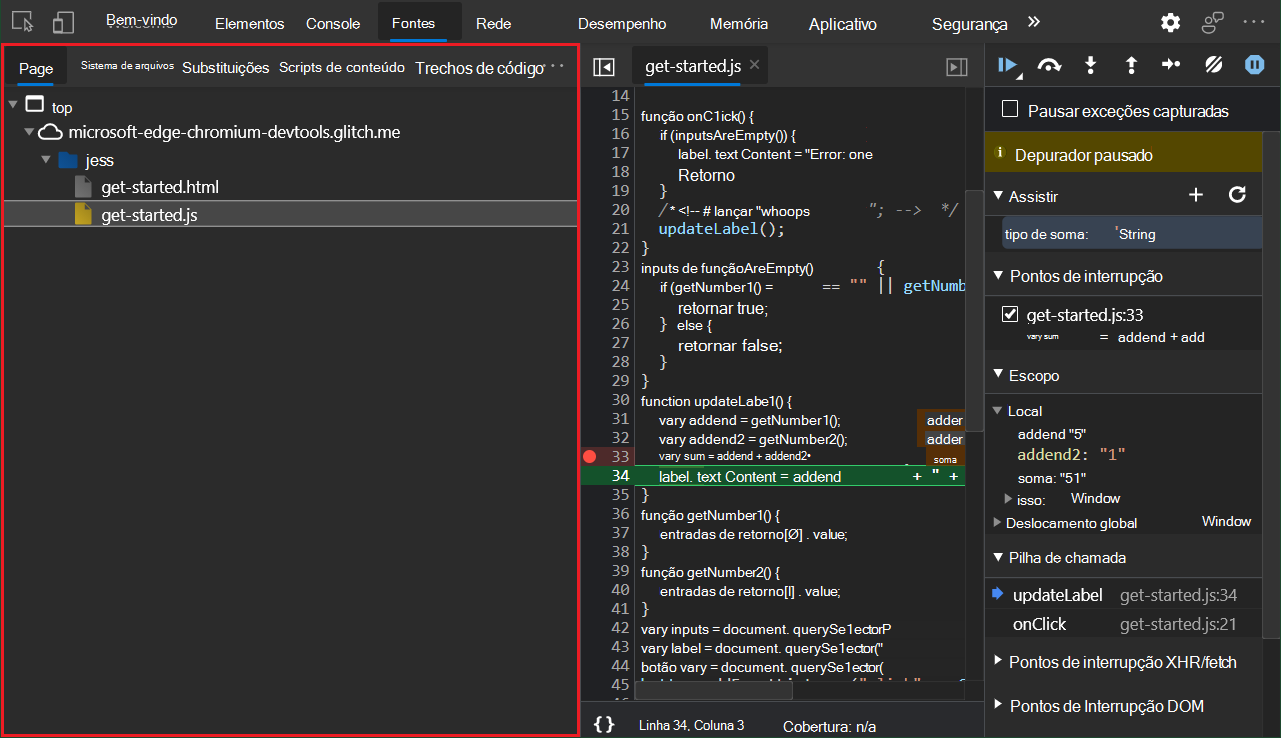 Bem-vindo Elementos Console Fontes Rede Desempenho Memória Aplicativo Segurança »
Page Sistema de arquivos Substituições Scripts de conteúdo Trechos de código ···
top
microsoft-edge-chromium-devtools.glitch.me
jess
get-started.html
get-started.js
get-started.js ×
14
15 função onC1ick() {
16 if (inputsAreEmpty()) {
17 label. text Content = "Error: one
18 Retorno
19 }
20 /* <!-- # lançar "whoops "; --> */
21 updateLabel();
22 }
23 inputs de funçãoAreEmpty() {
24 if (getNumber1() = == "" || getNumb
25 retornar true;
26 } else {
27 retornar false;
28 }
29 }
30 function updateLabe1() {
31 vary addend = getNumber1(); adder
32 vary addend2 = getNumber2(); adder
33 vary sum = addend + addend2• soma
34 label. text Content = addend + " +
35 }
36 função getNumber1() {
37 entradas de retorno[Ø] . value;
38 }
39 função getNumber2() {
40 entradas de retorno[l] . value;
41 }
42 vary inputs = document. querySe1ectorP
43 vary label = document. querySe1ector("
44 botão vary = document. querySe1ector(
45
{} Linha 34, Coluna 3 Cobertura: n/a
Pausar exceções capturadas
Depurador pausado
Assistir
tipo de soma: "String
Pontos de interrupção
get-started.js:33
vary sum = addend + add
Escopo
Local
addend "5"
addend2: "1"
soma: "51"
isso: Window
Deslocamento global Window
Pilha de chamada
updateLabel get-started.js:34
onClick get-started.js:21
Pontos de interrupção XHR/fetch
Pontos de Interrupção DOM